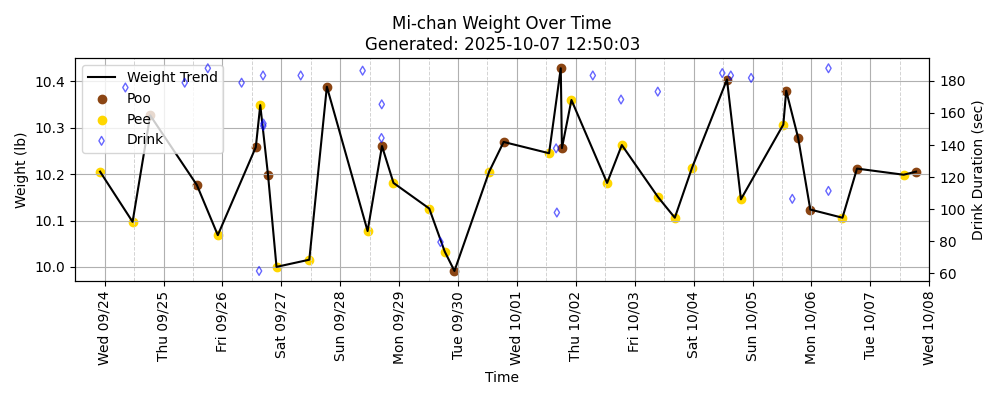 Mi-chan Weight Over Time
Generated: 2025-10-07 12:50:03
Weight (lb)
10.4
10.3
10.2
10.1
10.0
Weight Trend
Poo
Pee
Drink
180
160
140
120
100
80
60
Drink Duration (sec)
Wed 09/24
Thu 09/25
Fri 09/26
Sat 09/27
Sun 09/28
Mon 09/29
Tue 09/30
Wed 10/01
Thu 10/02
Fri 10/03
Sat 10/04
Sun 10/05
Mon 10/06
Tue 10/07
Wed 10/08
Time